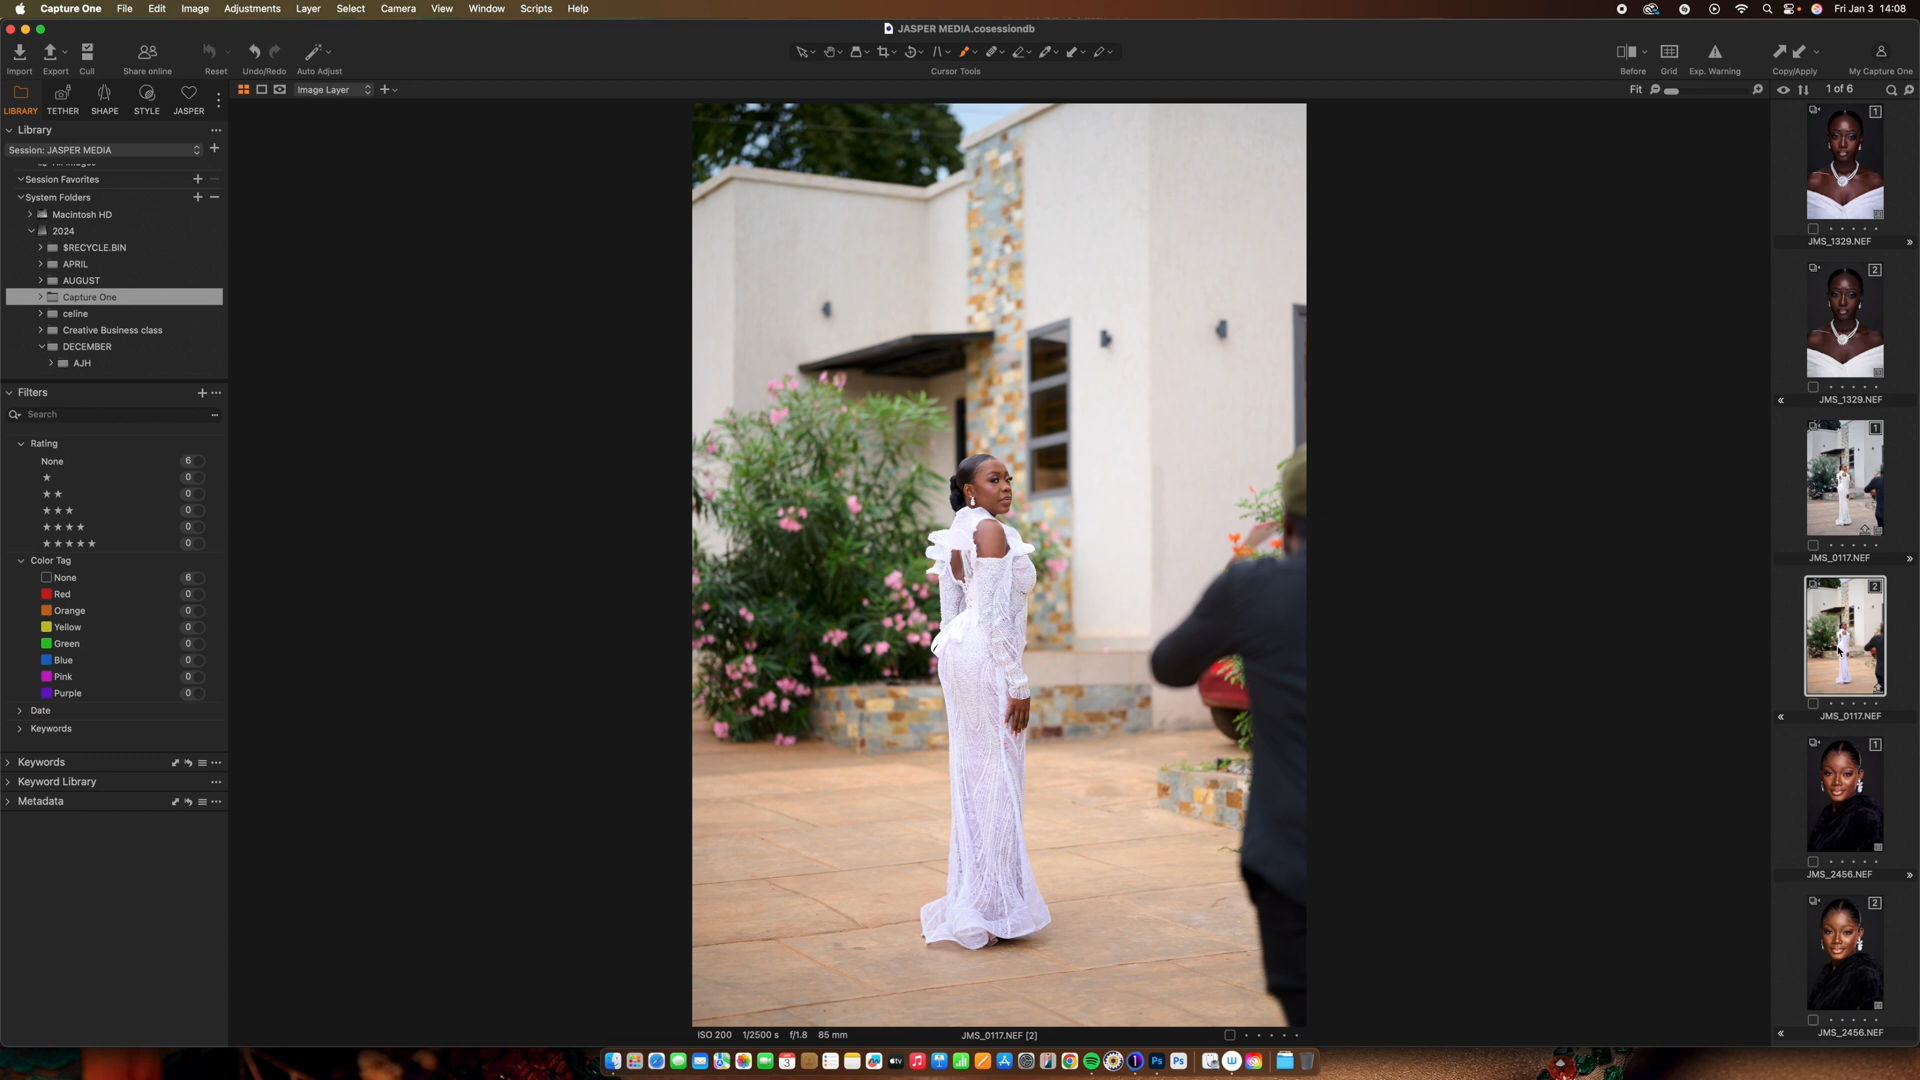 Capture One File Edit Image Adjustments Layer Select Camera View Window Scripts Help Fri Jan 3 14:08
JASPER MEDIA.cosessiondb
Import Export Cull Share online Reset Undo/Redo Auto Adjust Cursor Tools Before Grid Exp. Warning Copy/Apply My Capture One
LIBRARY TETHER SHAPE STYLE JASPER
Image Layer
Fit
1 of 6
Library
Session: JASPER MEDIA
Session Favorites
System Folders
Macintosh HD
2024
$RECYCLE.BIN
APRIL
AUGUST
Capture One
celine
Creative Business class
DECEMBER
AJH
Filters
Search
Rating
None 6
★ 0
★★ 0
★★★ 0
★★★★ 0
★★★★★ 0
Color Tag
None 6
Red 0
Orange 0
Yellow 0
Green 0
Blue 0
Pink 0
Purple 0
Date
Keywords
Keywords
Keyword Library
Metadata
ISO 200 1/2500 s f/1.8 85 mm JMS_0117.NEF [2]
1
JMS_1329.NEF
2
JMS_1329.NEF
1
JMS_0117.NEF
2
JMS_0117.NEF
1
JMS_2456.NEF
2
JMS_2456.NEF